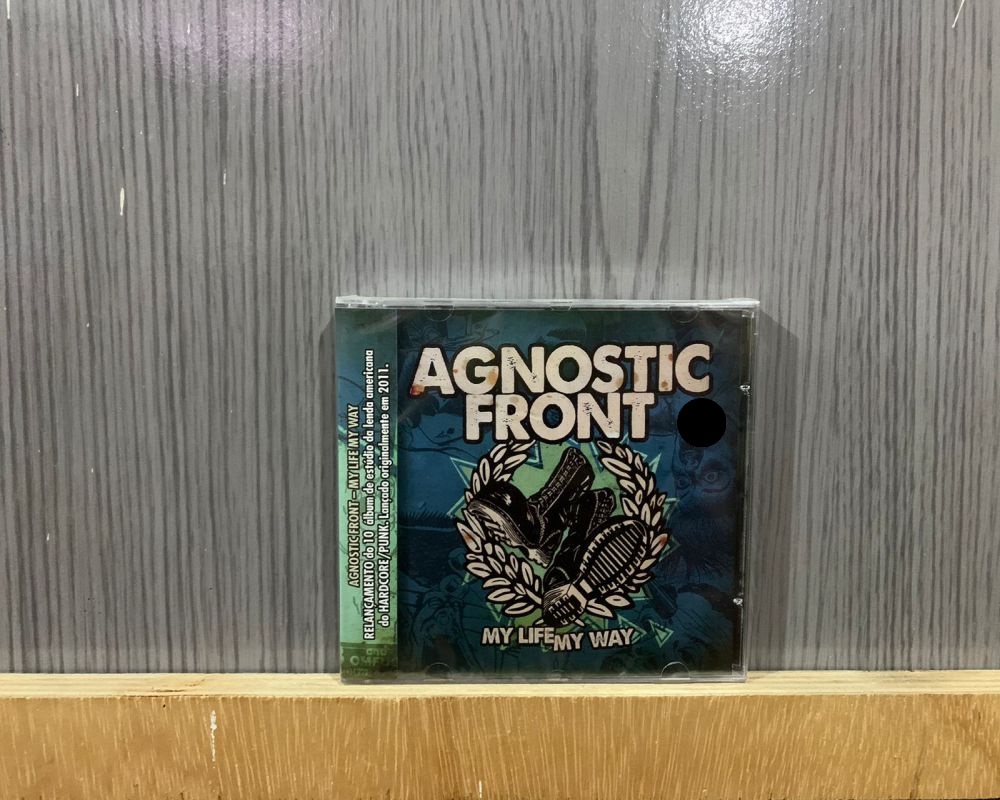 AGNOSTIC FRONT – MY LIFE MY WAY
RELANÇAMENTO do 10 álbum de estúdio da lenda americana
do HARDCORE/PUNK. Lançado originalmente em 2011.
AGNOSTIC
FRONT
MY LIFE MY WAY